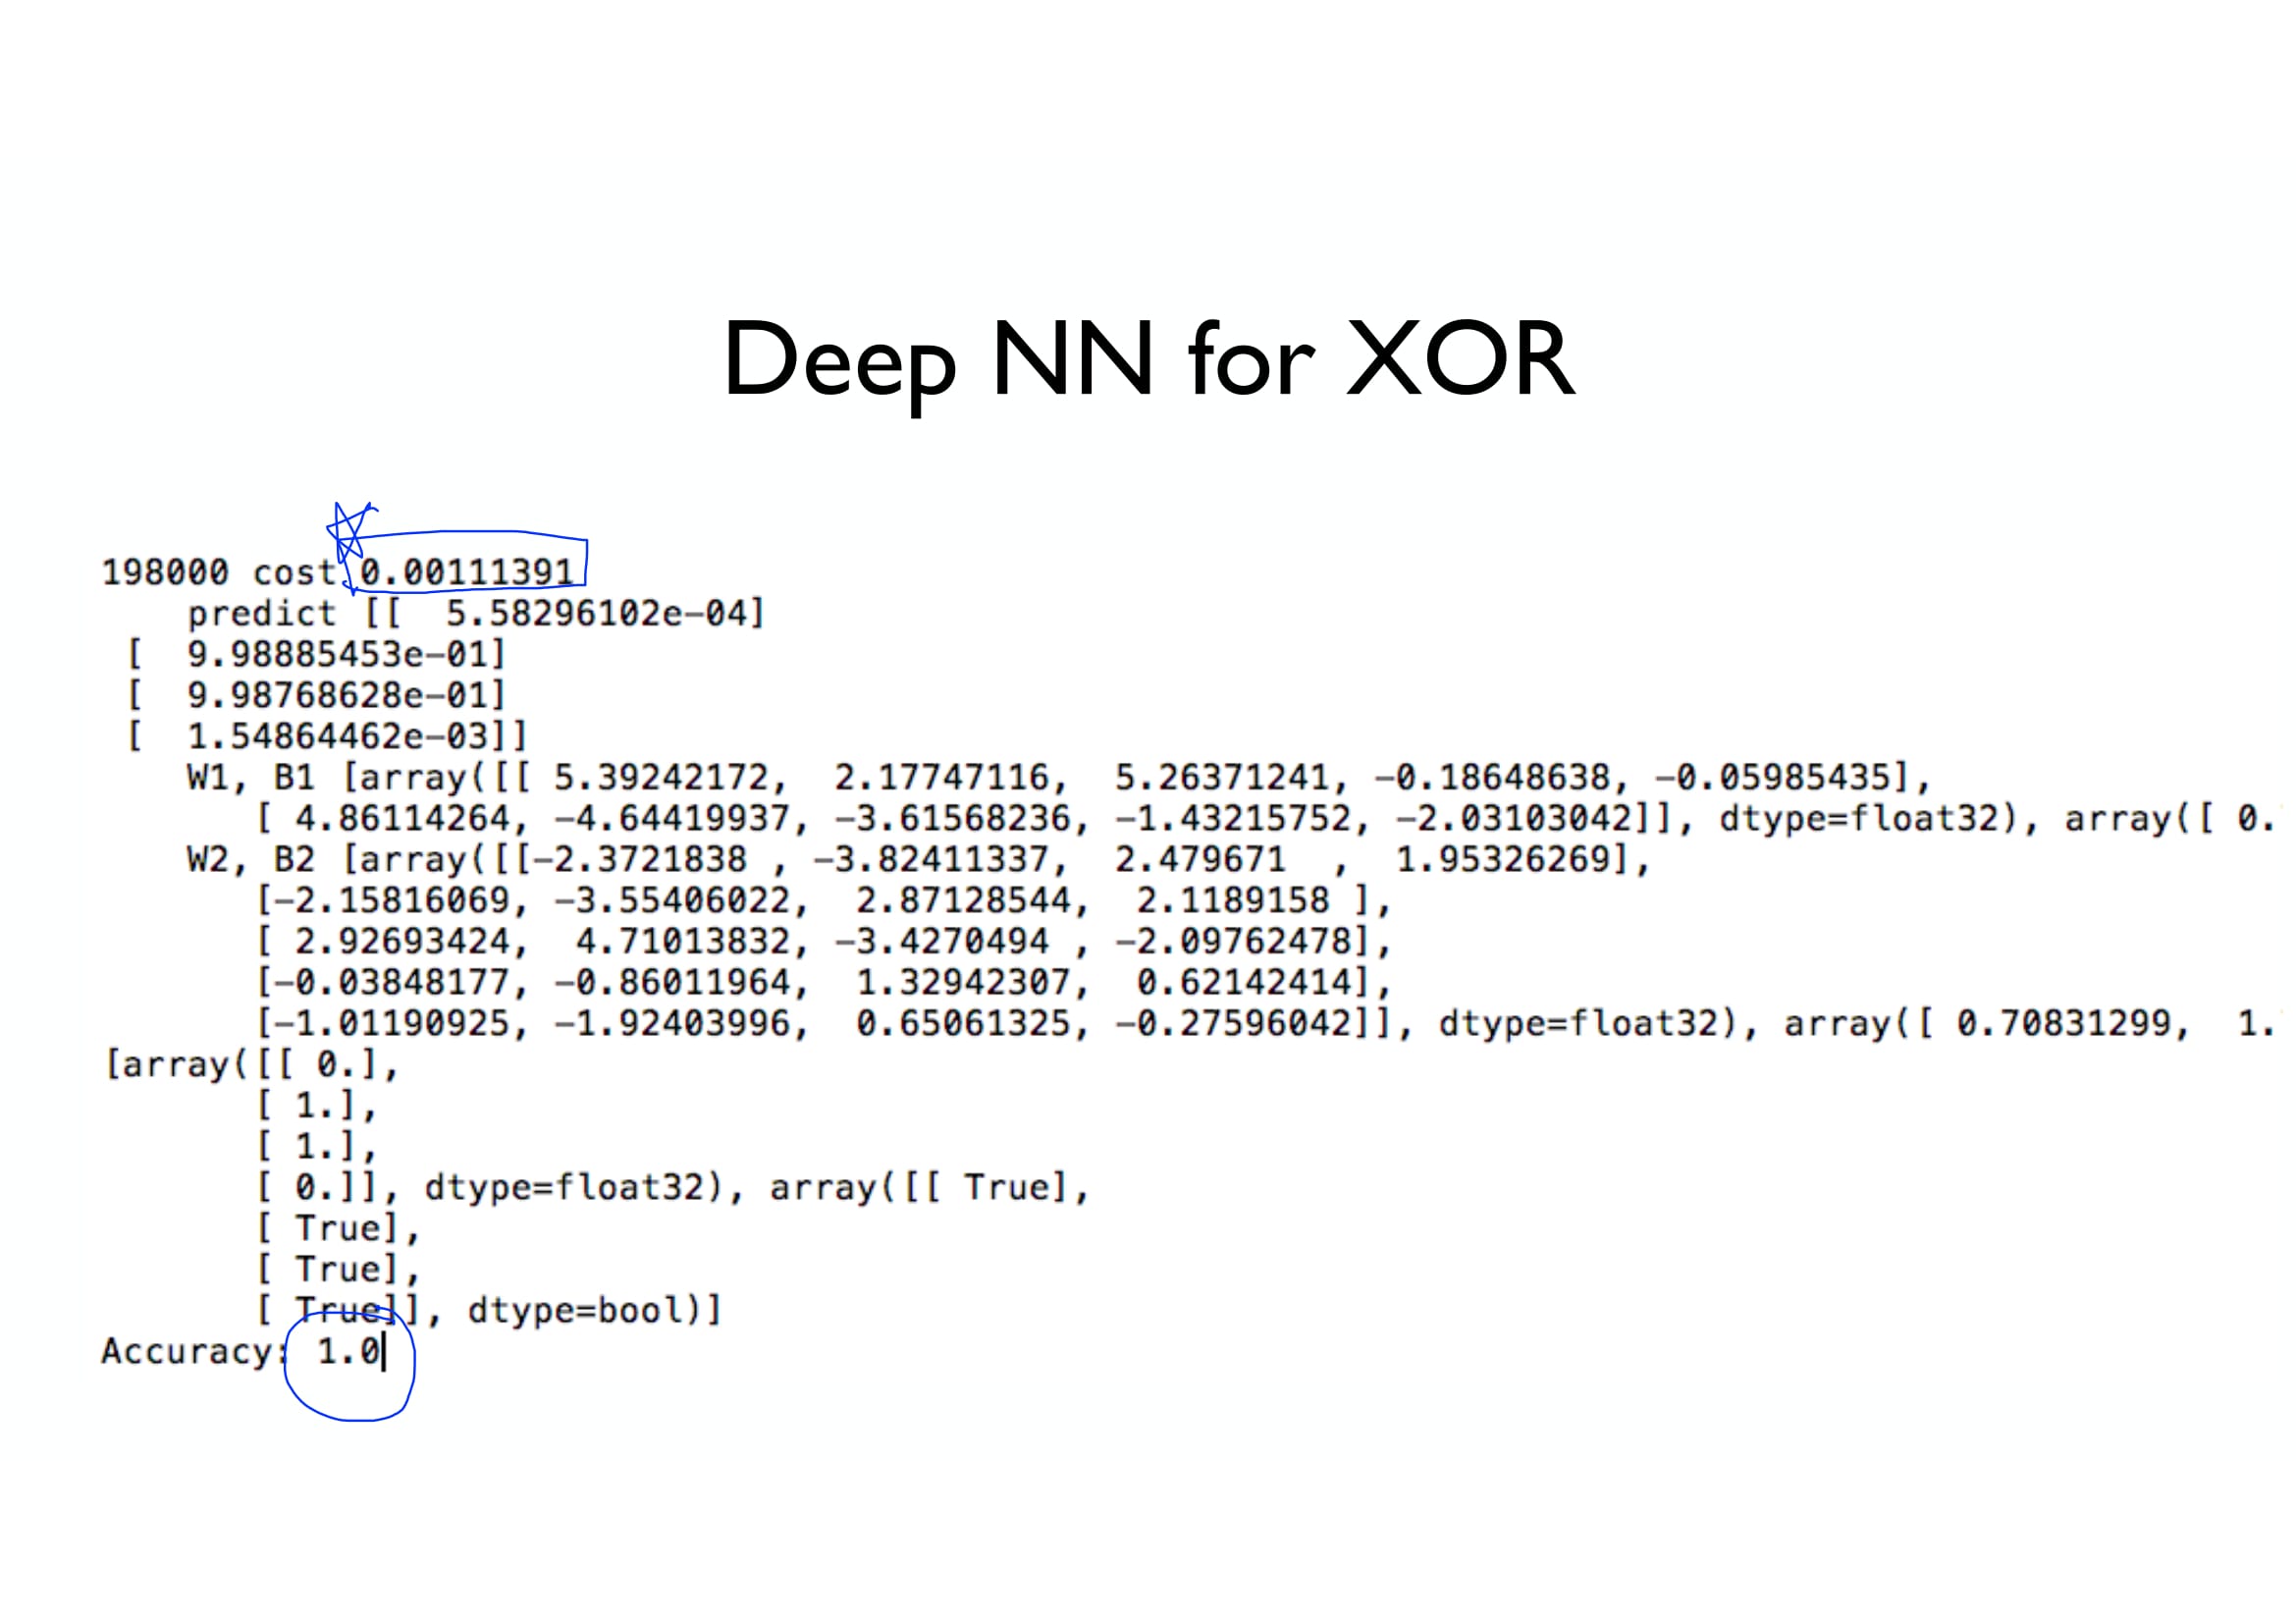 Deep NN for XOR
198000 cost 0.00111391
predict [[ 5.58296102e-04]
[ 9.98885453e-01]
[ 9.98768628e-01]
[ 1.54864462e-03]]
W1, B1 [array([[ 5.39242172, 2.17747116, 5.26371241, -0.18648638, -0.05985435],
[ 4.86114264, -4.64419937, -3.61568236, -1.43215752, -2.03103042]], dtype=float32), array([ 0.
W2, B2 [array([[-2.3721838 , -3.82411337, 2.479671 , 1.95326269],
[-2.15816069, -3.55406022, 2.87128544, 2.1189158 ],
[ 2.92693424, 4.71013832, -3.4270494 , -2.09762478],
[-0.03848177, -0.86011964, 1.32942307, 0.62142414],
[-1.01190925, -1.92403996, 0.65061325, -0.27596042]], dtype=float32), array([ 0.70831299, 1.
[array([[ 0.],
[ 1.],
[ 1.],
[ 0.]], dtype=float32), array([[ True],
[ True],
[ True],
[ True]], dtype=bool)]
Accuracy: 1.0